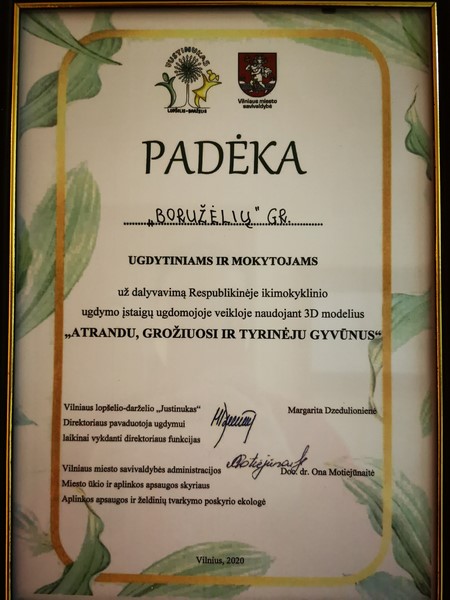 JUSTINUKAS
LOPŠELIS-DARŽELIS
Vilniaus miesto
savivaldybė
PADĖKA
„BORUŽĖLIŲ" GR.
UGDYTINIAMS IR MOKYTOJAMS
už dalyvavimą Respublikinėje ikimokyklinio
ugdymo įstaigų ugdomojoje veikloje naudojant 3D modelius
„ATRANDU, GROŽIUOSI IR TYRINĖJU GYVŪNUS“
Vilniaus lopšelio-darželio „Justinukas“
Direktoriaus pavaduotoja ugdymui
laikinai vykdanti direktoriaus funkcijas
Margarita Dzedulionienė
Vilniaus miesto savivaldybės administracijos
Doc. dr. Ona Motiejūnaitė
Miesto ūkio ir aplinkos apsaugos skyriaus
Aplinkos apsaugos ir želdinių tvarkymo poskyrio ekologė
Vilnius, 2020